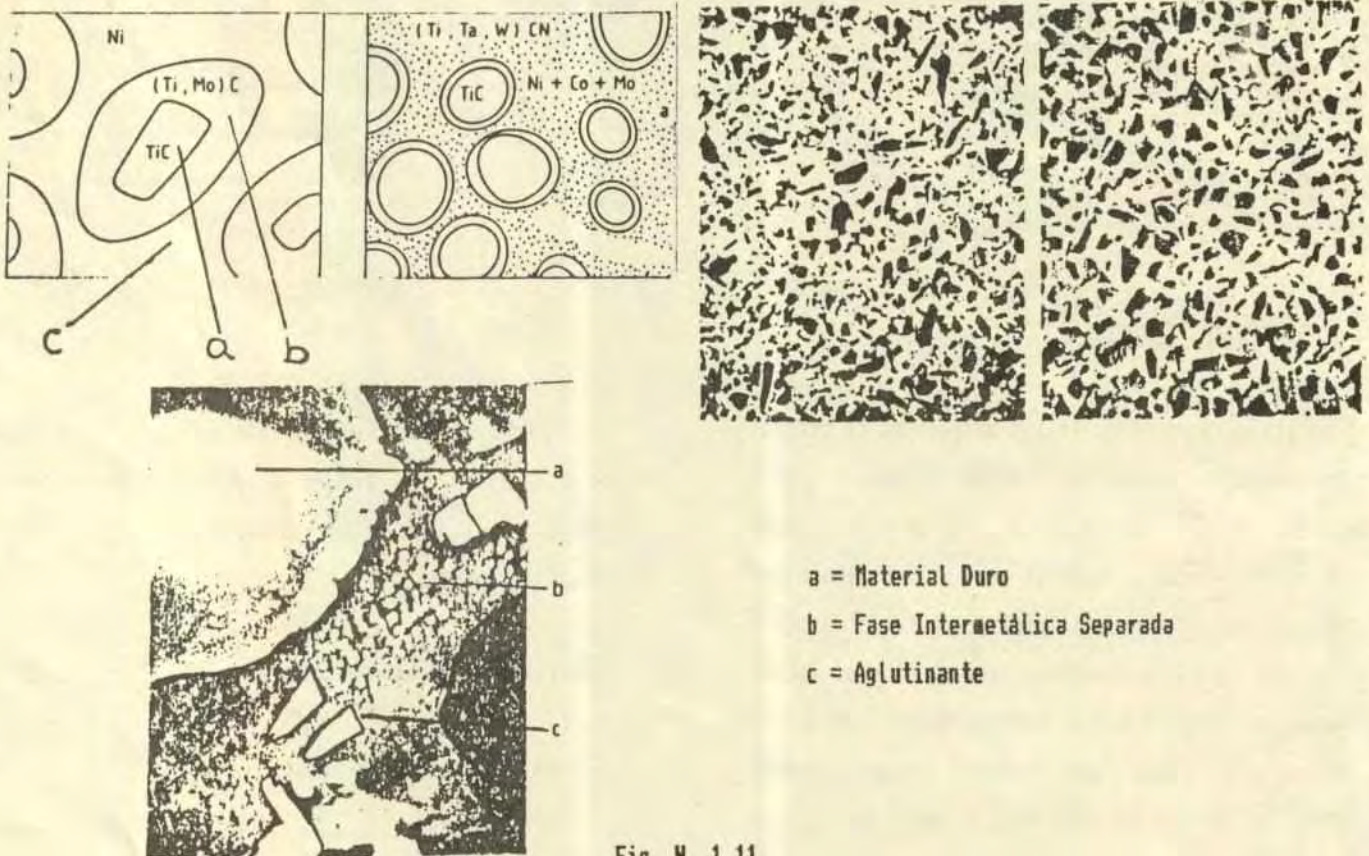 Ni
(Ti, Mo)C
TiC
c
a
b
(Ti, Ta, W) CN
TiC
Ni + Co + Mo
a
a
b
c
a = Material Duro
b = Fase Intermetálica Separada
c = Aglutinante